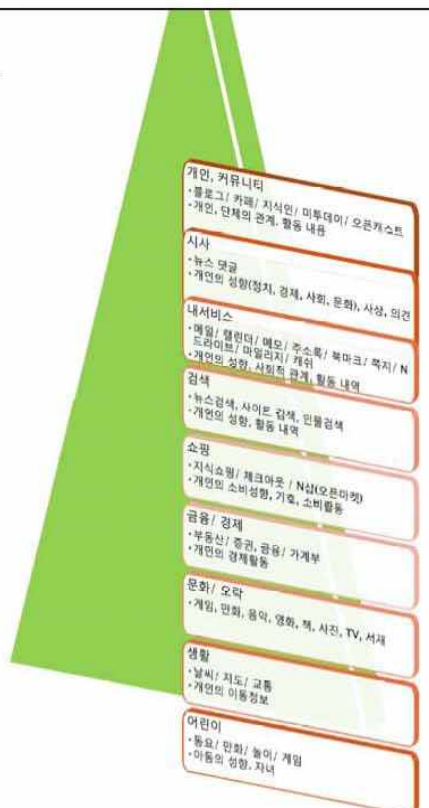 개인, 커뮤니티
·블로그/ 카페/ 지식인/ 미투데이/ 오픈캐스트
·개인, 단체의 관계, 활동 내용
시사
·뉴스 댓글
·개인의 성향(정치, 경제, 사회, 문화), 사상, 의견
내서비스
·메일/ 캘린더/ 메모/ 주소록/ 북마크/ 쪽지/ N
드라이브/ 마일리지/ 캐쉬
·개인의 성향, 사회적 관계, 활동 내역
검색
·뉴스검색, 사이트 검색, 인물검색
·개인의 성향, 활동 내역
쇼핑
·지식쇼핑/ 체크아웃 / N샵(오픈마켓)
·개인의 소비성향, 기호, 소비활동
금융/ 경제
·부동산/ 증권, 금융/ 가계부
·개인의 경제활동
문화/ 오락
·게임, 만화, 음악, 영화, 책, 사진, TV, 서재
생활
·날씨/ 지도/ 교통
·개인의 이동정보
어린이
·동요/ 만화/ 놀이/ 게임
·아동의 성향, 자녀